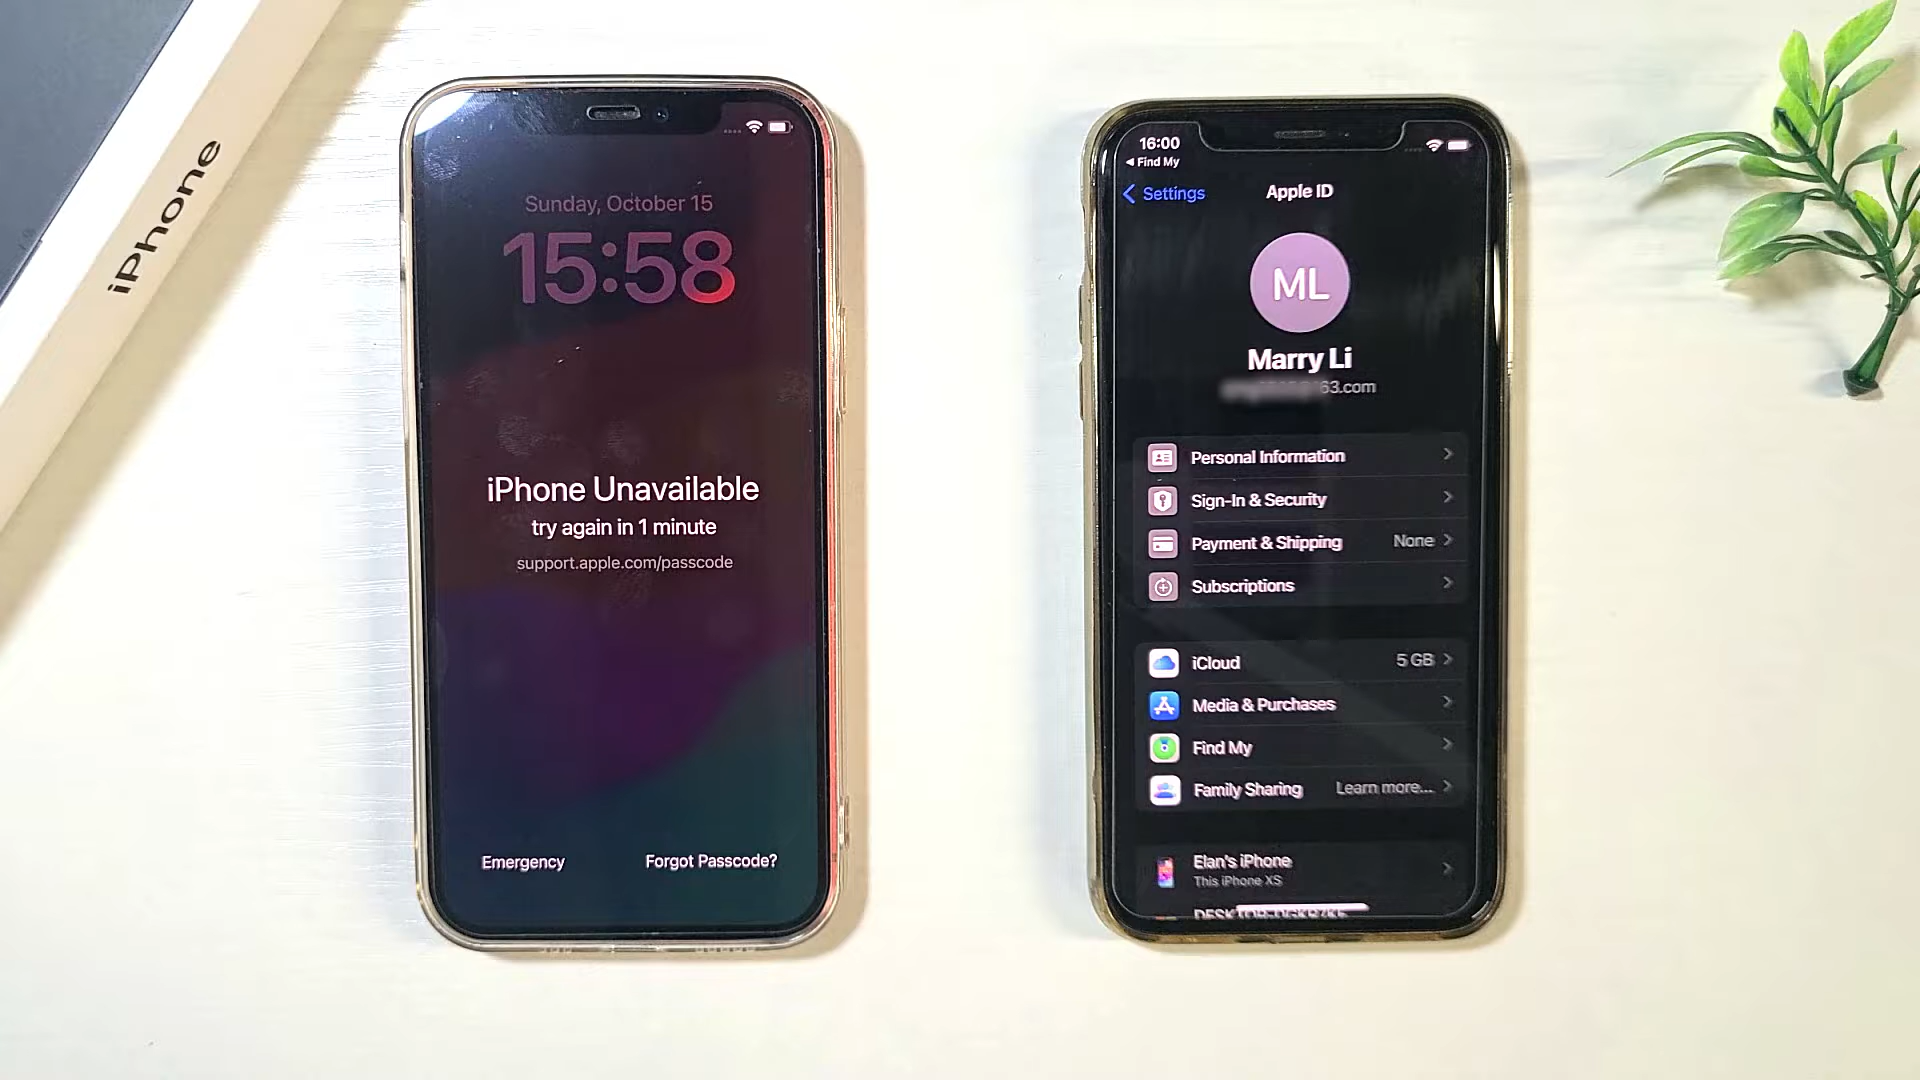 iPhone
Sunday, October 15
15:58
iPhone Unavailable
try again in 1 minute
support.apple.com/passcode
Emergency
Forgot Passcode?
16:00
Find My
Settings
Apple ID
ML
Marry Li
63.com
Personal Information
Sign-In & Security
Payment & Shipping None
Subscriptions
iCloud 5 GB
Media & Purchases
Find My
Family Sharing Learn more...
Elan's iPhone
This iPhone XS